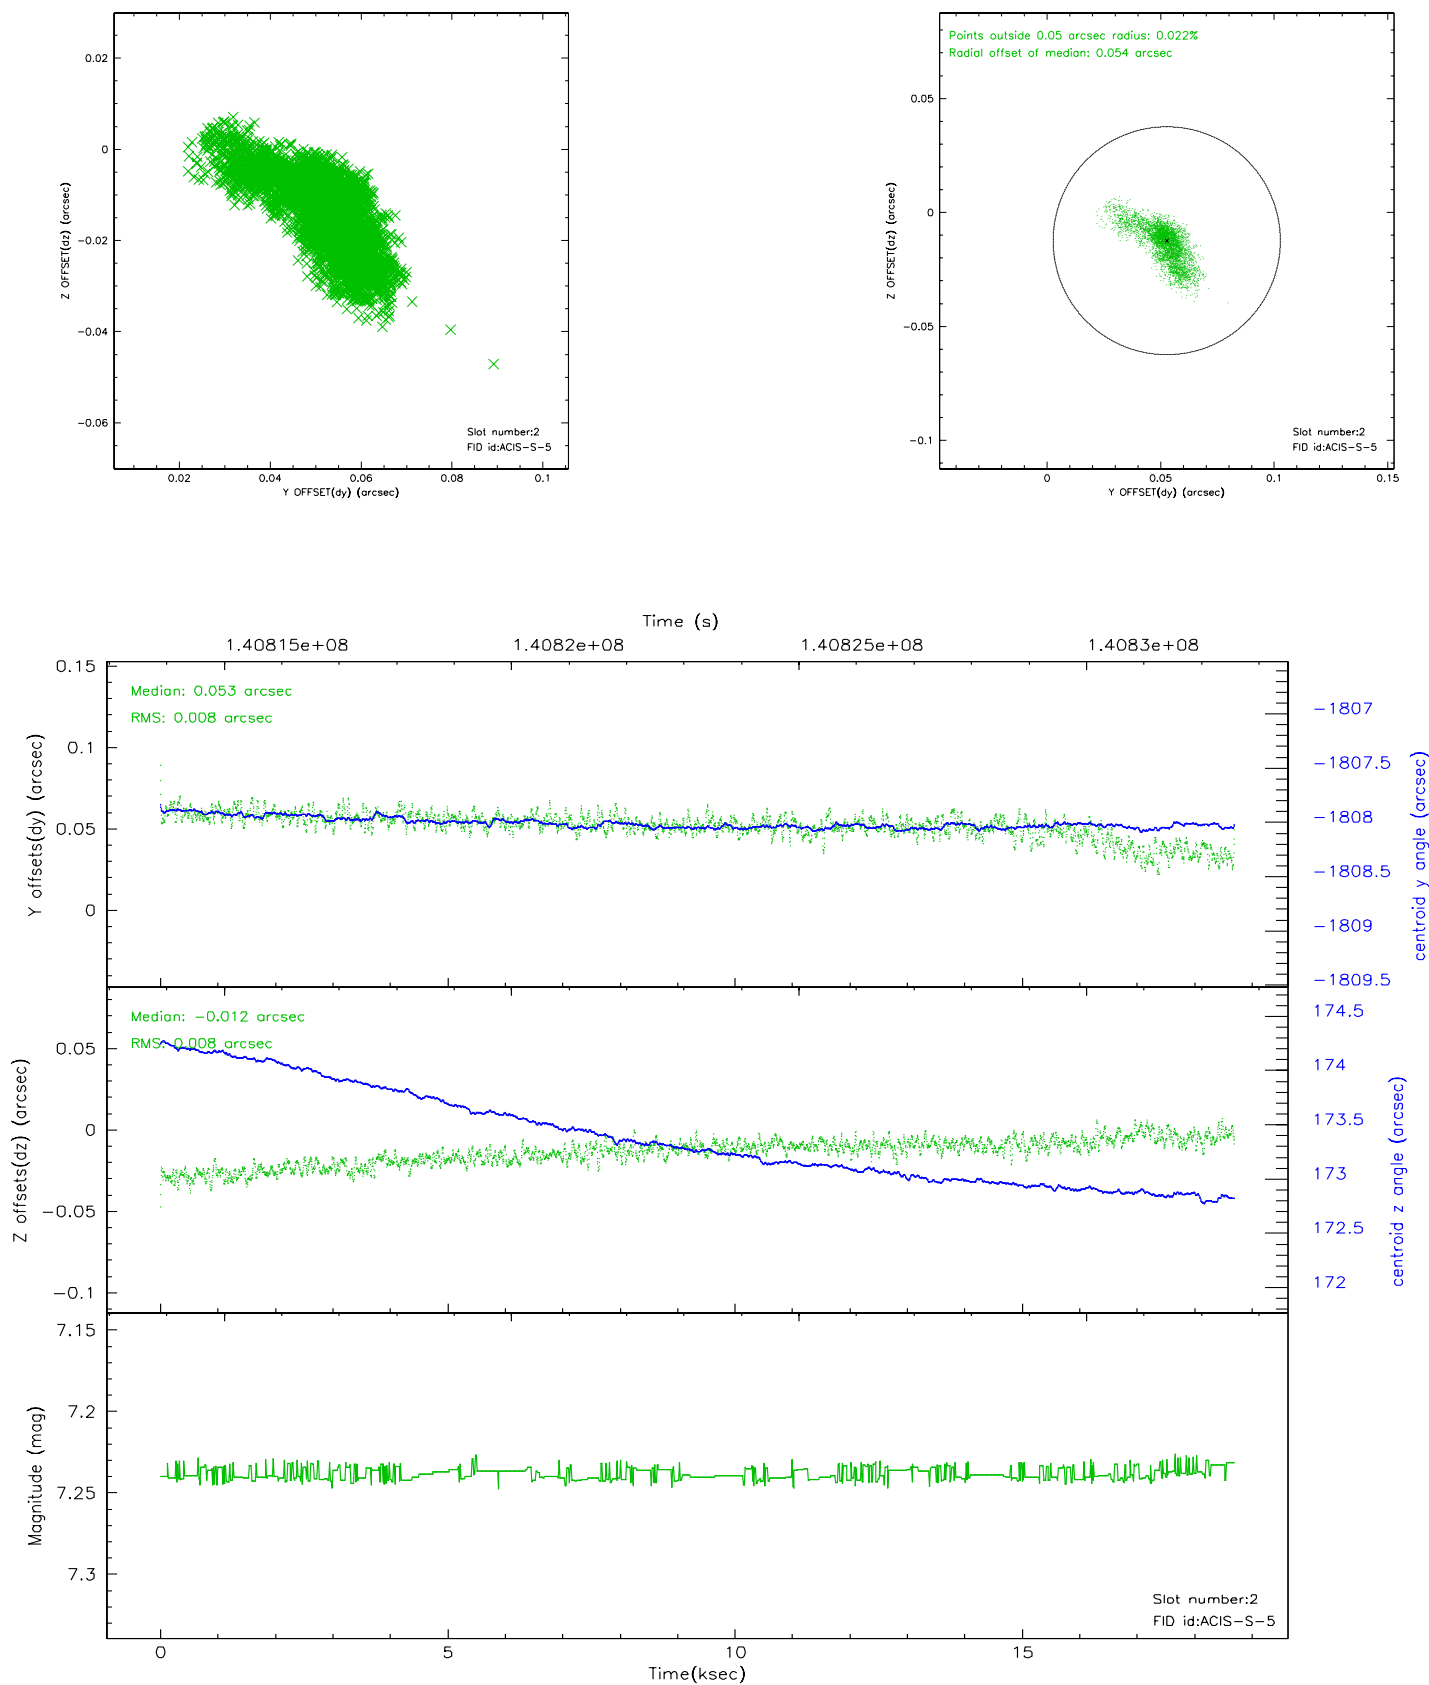 0.02
0
-0.02
-0.04
-0.06
Z OFFSET(dz) (arcsec)
Slot number:2
FID id:ACIS-S-5
0.02 0.04 0.06 0.08 0.1
Y OFFSET(dy) (arcsec)
Points outside 0.05 arcsec radius: 0.022%
Radial offset of median: 0.054 arcsec
0.05
0
-0.05
-0.1
Z OFFSET(dz) (arcsec)
Slot number:2
FID id:ACIS-S-5
0 0.05 0.1 0.15
Y OFFSET(dy) (arcsec)
Time (s)
1.40815e+08 1.4082e+08 1.40825e+08 1.4083e+08
0.15
0.1
0.05
0
Y offsets(dy) (arcsec)
Median: 0.053 arcsec
RMS: 0.008 arcsec
-1807
-1807.5
-1808
-1808.5
-1809
-1809.5
centroid y angle (arcsec)
0.05
0
-0.05
-0.1
Z offsets(dz) (arcsec)
Median: -0.012 arcsec
RMS: 0.008 arcsec
174.5
174
173.5
173
172.5
172
centroid z angle (arcsec)
7.15
7.2
7.25
7.3
Magnitude (mag)
Slot number:2
FID id:ACIS-S-5
0 5 10 15
Time(ksec)